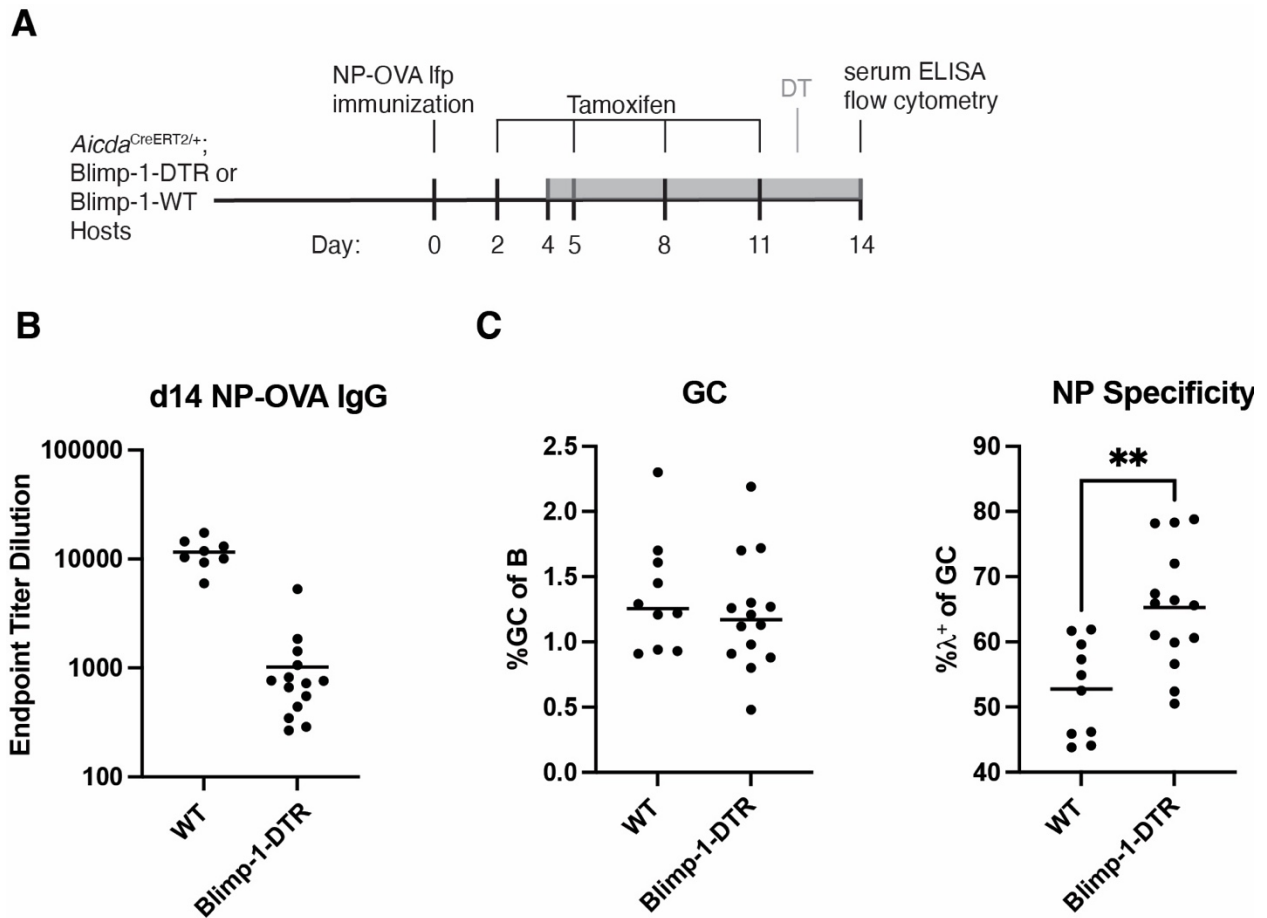 A
NP-OVA Ifp
immunization
Tamoxifen
DT
serum ELISA
flow cytometry
Aicda^CreERT2/+;
Blimp-1-DTR or
Blimp-1-WT
Hosts
Day: 0 2 4 5 8 11 14
B
d14 NP-OVA IgG
Endpoint Titer Dilution
100000
10000
1000
100
WT
Blimp-1-DTR
C
GC
%GC of B
2.5
2.0
1.5
1.0
0.5
0.0
WT
Blimp-1-DTR
NP Specificity
%λ+ of GC
**
90
80
70
60
50
40
WT
Blimp-1-DTR